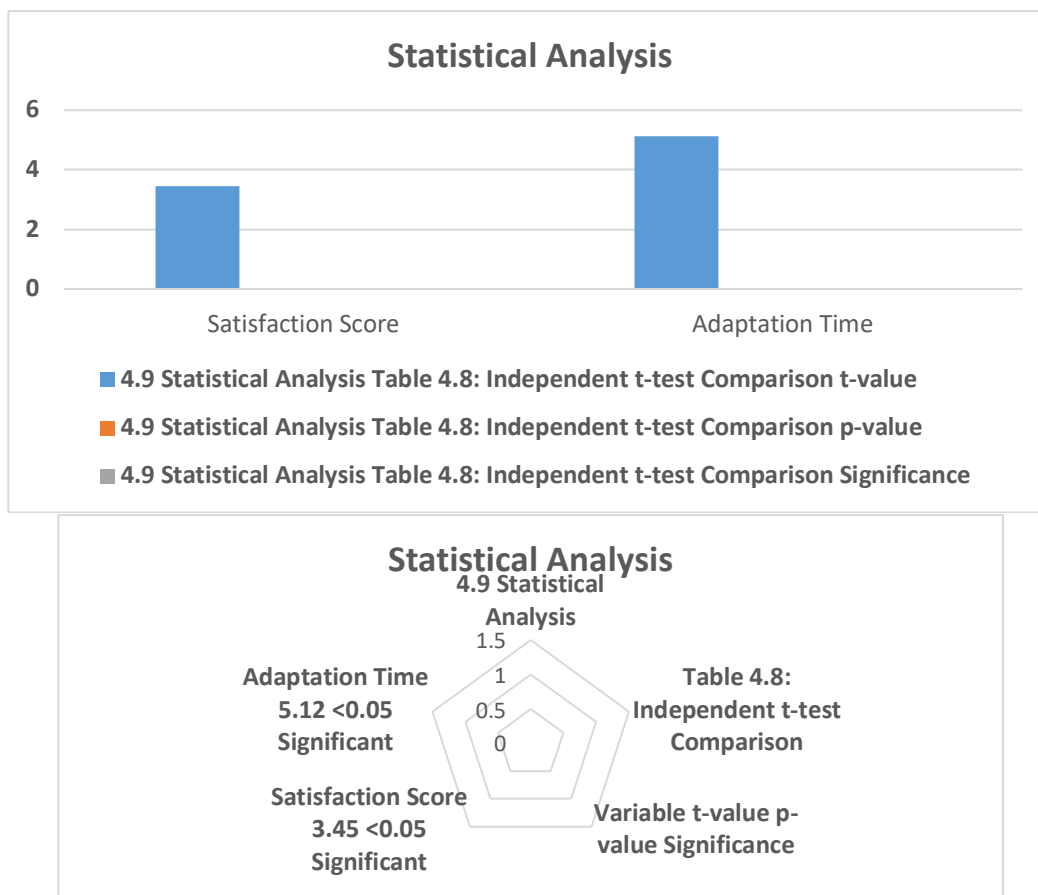 Statistical Analysis
6
4
2
0
Satisfaction Score
Adaptation Time
4.9 Statistical Analysis Table 4.8: Independent t-test Comparison t-value
4.9 Statistical Analysis Table 4.8: Independent t-test Comparison p-value
4.9 Statistical Analysis Table 4.8: Independent t-test Comparison Significance
Statistical Analysis
4.9 Statistical
Analysis
1.5
1
0.5
0
Table 4.8:
Independent t-test
Comparison
Variable t-value p-
value Significance
Satisfaction Score
3.45 <0.05
Significant
Adaptation Time
5.12 <0.05
Significant